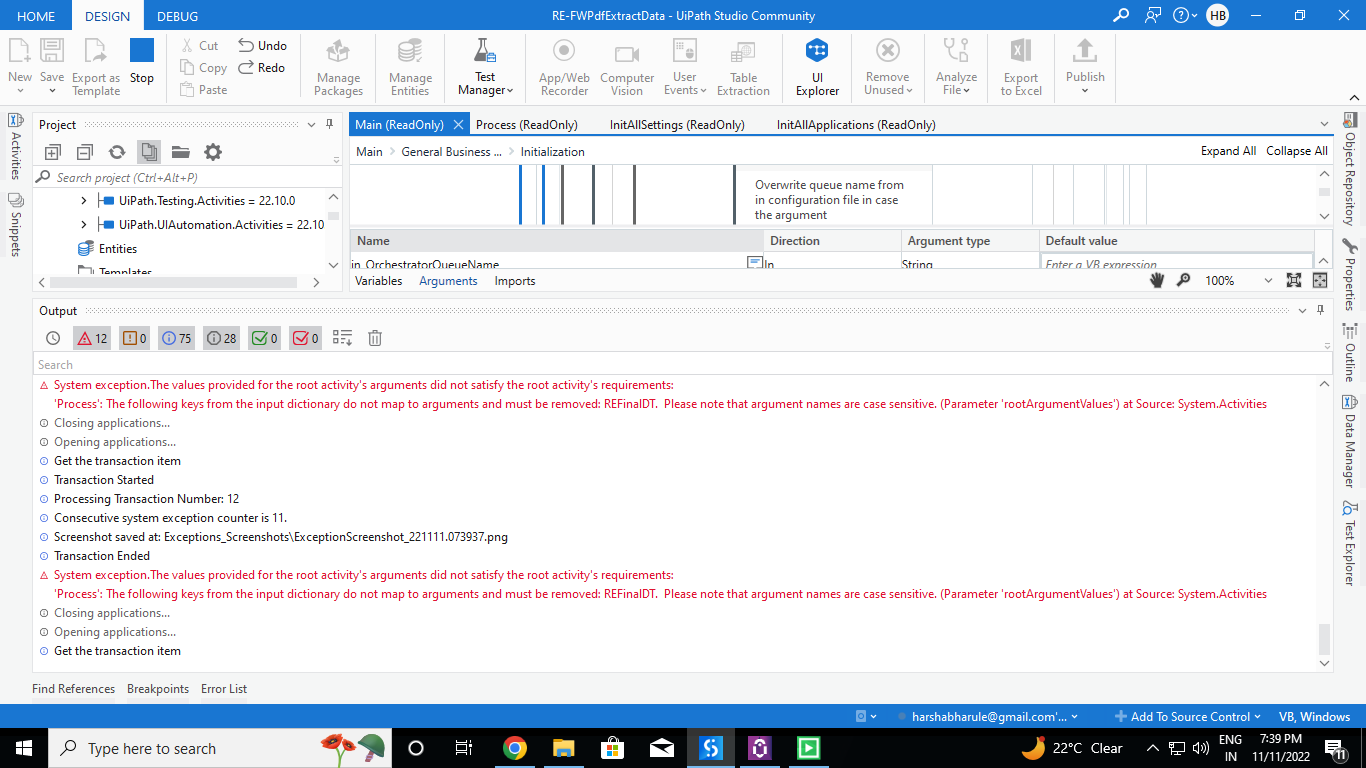 HOME DESIGN DEBUG RE-FWPdfExtractData - UiPath Studio Community HB
New Save Export as Template Stop Cut Copy Paste Undo Redo Manage Packages Manage Entities Test Manager App/Web Recorder Computer Vision User Events Table Extraction UI Explorer Remove Unused Analyze File Export to Excel Publish
Activities
Snippets
Project
Search project (Ctrl+Alt+P)
UiPath.Testing.Activities = 22.10.0
UiPath.UIAutomation.Activities = 22.10
Entities
Templates
Main (ReadOnly) Process (ReadOnly) InitAllSettings (ReadOnly) InitAllApplications (ReadOnly)
Main General Business ... Initialization Expand All Collapse All
Overwrite queue name from
in configuration file in case
the argument
Name Direction Argument type Default value
in_OrchestratorQueueName In String Enter a VB expression
Variables Arguments Imports 100%
Object Repository
Properties
Outline
Data Manager
Test Explorer
Output
12 0 75 28 0 0
Search
System exception.The values provided for the root activity's arguments did not satisfy the root activity's requirements:
'Process': The following keys from the input dictionary do not map to arguments and must be removed: REFinalDT.  Please note that argument names are case sensitive. (Parameter 'rootArgumentValues') at Source: System.Activities
Closing applications...
Opening applications...
Get the transaction item
Transaction Started
Processing Transaction Number: 12
Consecutive system exception counter is 11.
Screenshot saved at: Exceptions_Screenshots\ExceptionScreenshot_221111.073937.png
Transaction Ended
System exception.The values provided for the root activity's arguments did not satisfy the root activity's requirements:
'Process': The following keys from the input dictionary do not map to arguments and must be removed: REFinalDT.  Please note that argument names are case sensitive. (Parameter 'rootArgumentValues') at Source: System.Activities
Closing applications...
Opening applications...
Get the transaction item
Find References Breakpoints Error List
harshabharule@gmail.com'... Add To Source Control VB, Windows
Type here to search 22°C Clear ENG IN 7:39 PM 11/11/2022 11